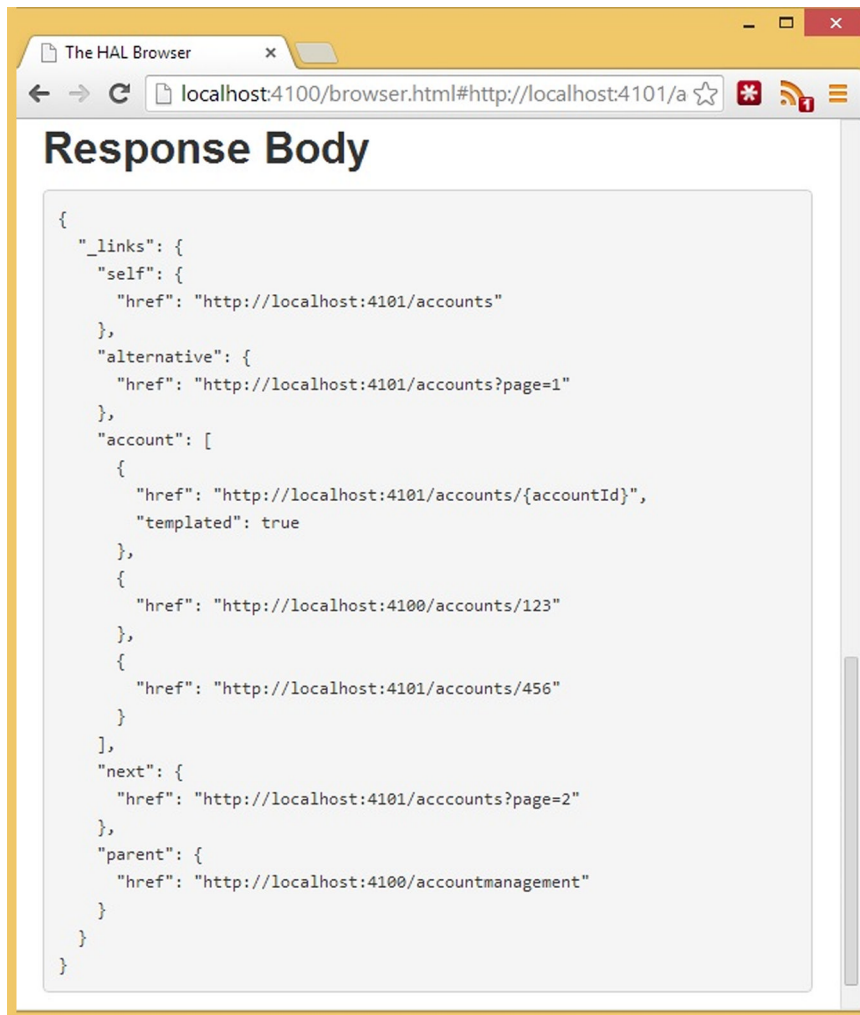 The HAL Browser
localhost:4100/browser.html#http://localhost:4101/a
1
Response Body
{
  "_links": {
    "self": {
      "href": "http://localhost:4101/accounts"
    },
    "alternative": {
      "href": "http://localhost:4101/accounts?page=1"
    },
    "account": [
      {
        "href": "http://localhost:4101/accounts/{accountId}",
        "templated": true
      },
      {
        "href": "http://localhost:4100/accounts/123"
      },
      {
        "href": "http://localhost:4101/accounts/456"
      }
    ],
    "next": {
      "href": "http://localhost:4101/acccounts?page=2"
    },
    "parent": {
      "href": "http://localhost:4100/accountmanagement"
    }
  }
}